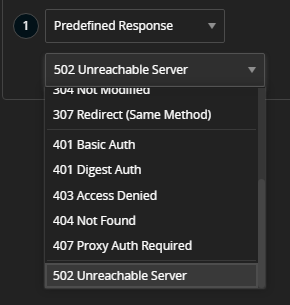 1
Predefined Response
502 Unreachable Server
304 Not Modified
307 Redirect (Same Method)
401 Basic Auth
401 Digest Auth
403 Access Denied
404 Not Found
407 Proxy Auth Required
502 Unreachable Server